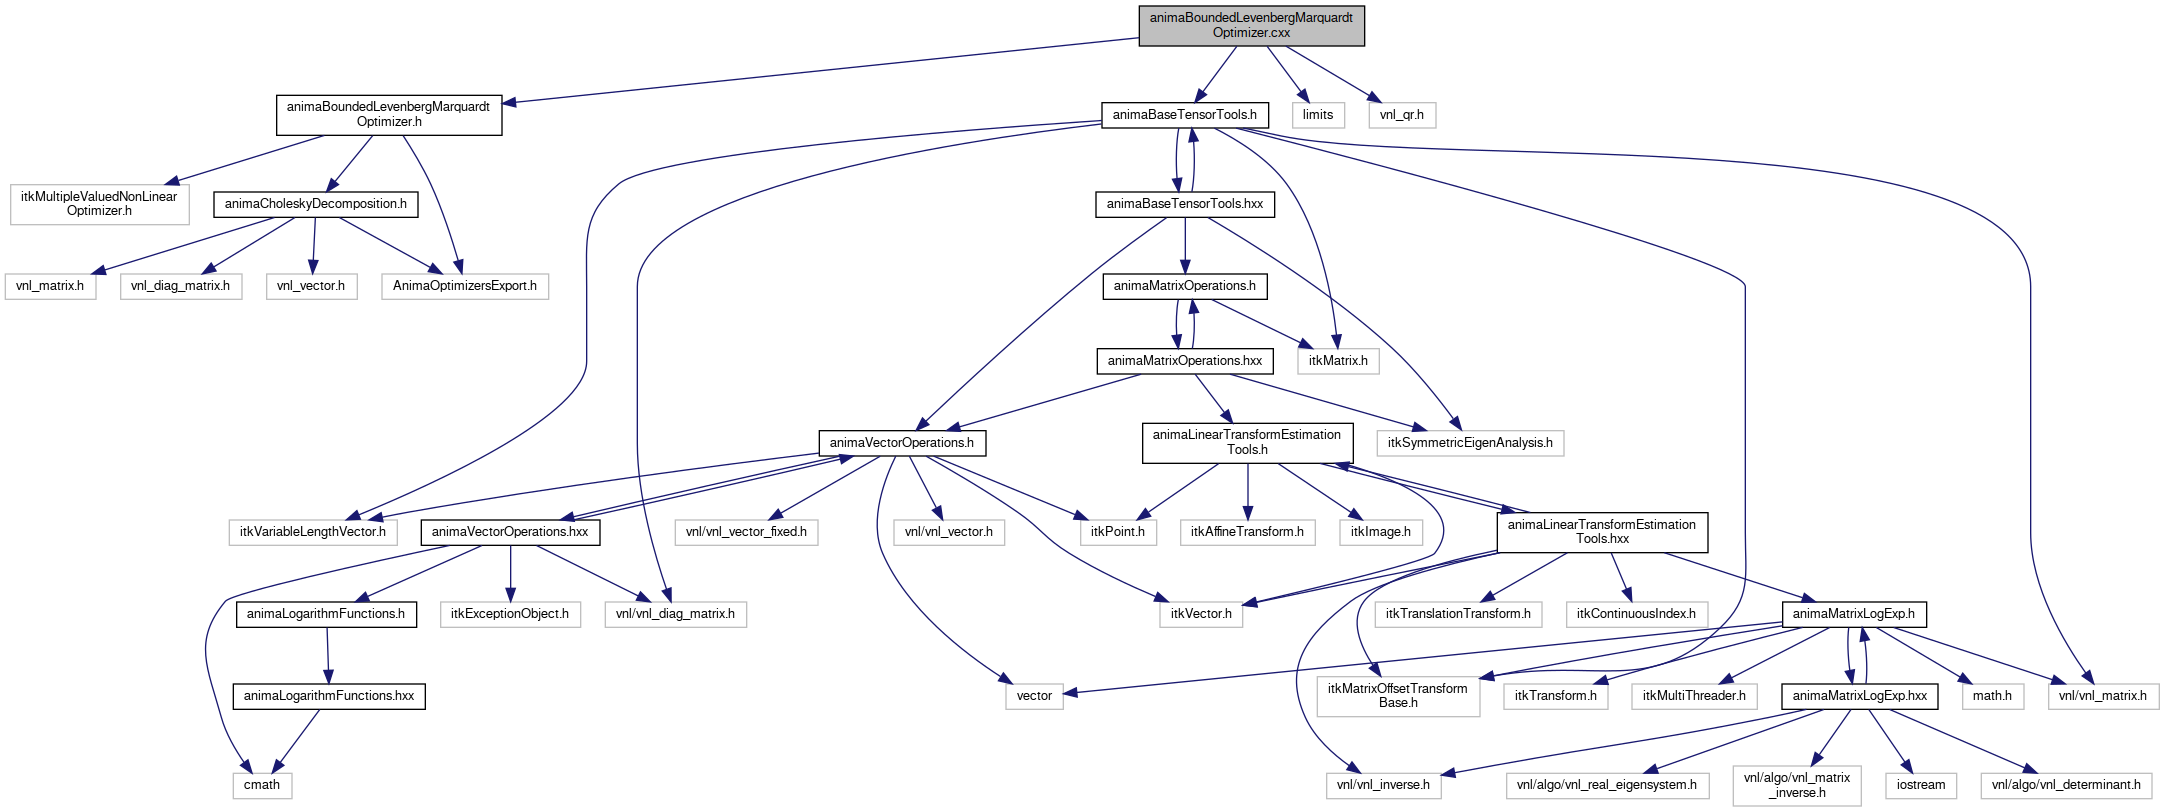 animaBoundedLevenbergMarquardt
Optimizer.cxx
animaBoundedLevenbergMarquardt
Optimizer.h
animaBaseTensorTools.h
limits
vnl_qr.h
itkMultipleValuedNonLinear
Optimizer.h
animaCholeskyDecomposition.h
animaBaseTensorTools.hxx
vnl_matrix.h
vnl_diag_matrix.h
vnl_vector.h
AnimaOptimizersExport.h
animaMatrixOperations.h
animaMatrixOperations.hxx
itkMatrix.h
animaVectorOperations.h
animaLinearTransformEstimation
Tools.h
itkSymmetricEigenAnalysis.h
itkVariableLengthVector.h
animaVectorOperations.hxx
vnl/vnl_vector_fixed.h
vnl/vnl_vector.h
itkPoint.h
itkAffineTransform.h
itkImage.h
animaLinearTransformEstimation
Tools.hxx
animaLogarithmFunctions.h
itkExceptionObject.h
vnl/vnl_diag_matrix.h
itkVector.h
itkTranslationTransform.h
itkContinuousIndex.h
animaMatrixLogExp.h
animaLogarithmFunctions.hxx
vector
itkMatrixOffsetTransform
Base.h
itkTransform.h
itkMultiThreader.h
animaMatrixLogExp.hxx
math.h
vnl/vnl_matrix.h
cmath
vnl/vnl_inverse.h
vnl/algo/vnl_real_eigensystem.h
vnl/algo/vnl_matrix
_inverse.h
iostream
vnl/algo/vnl_determinant.h